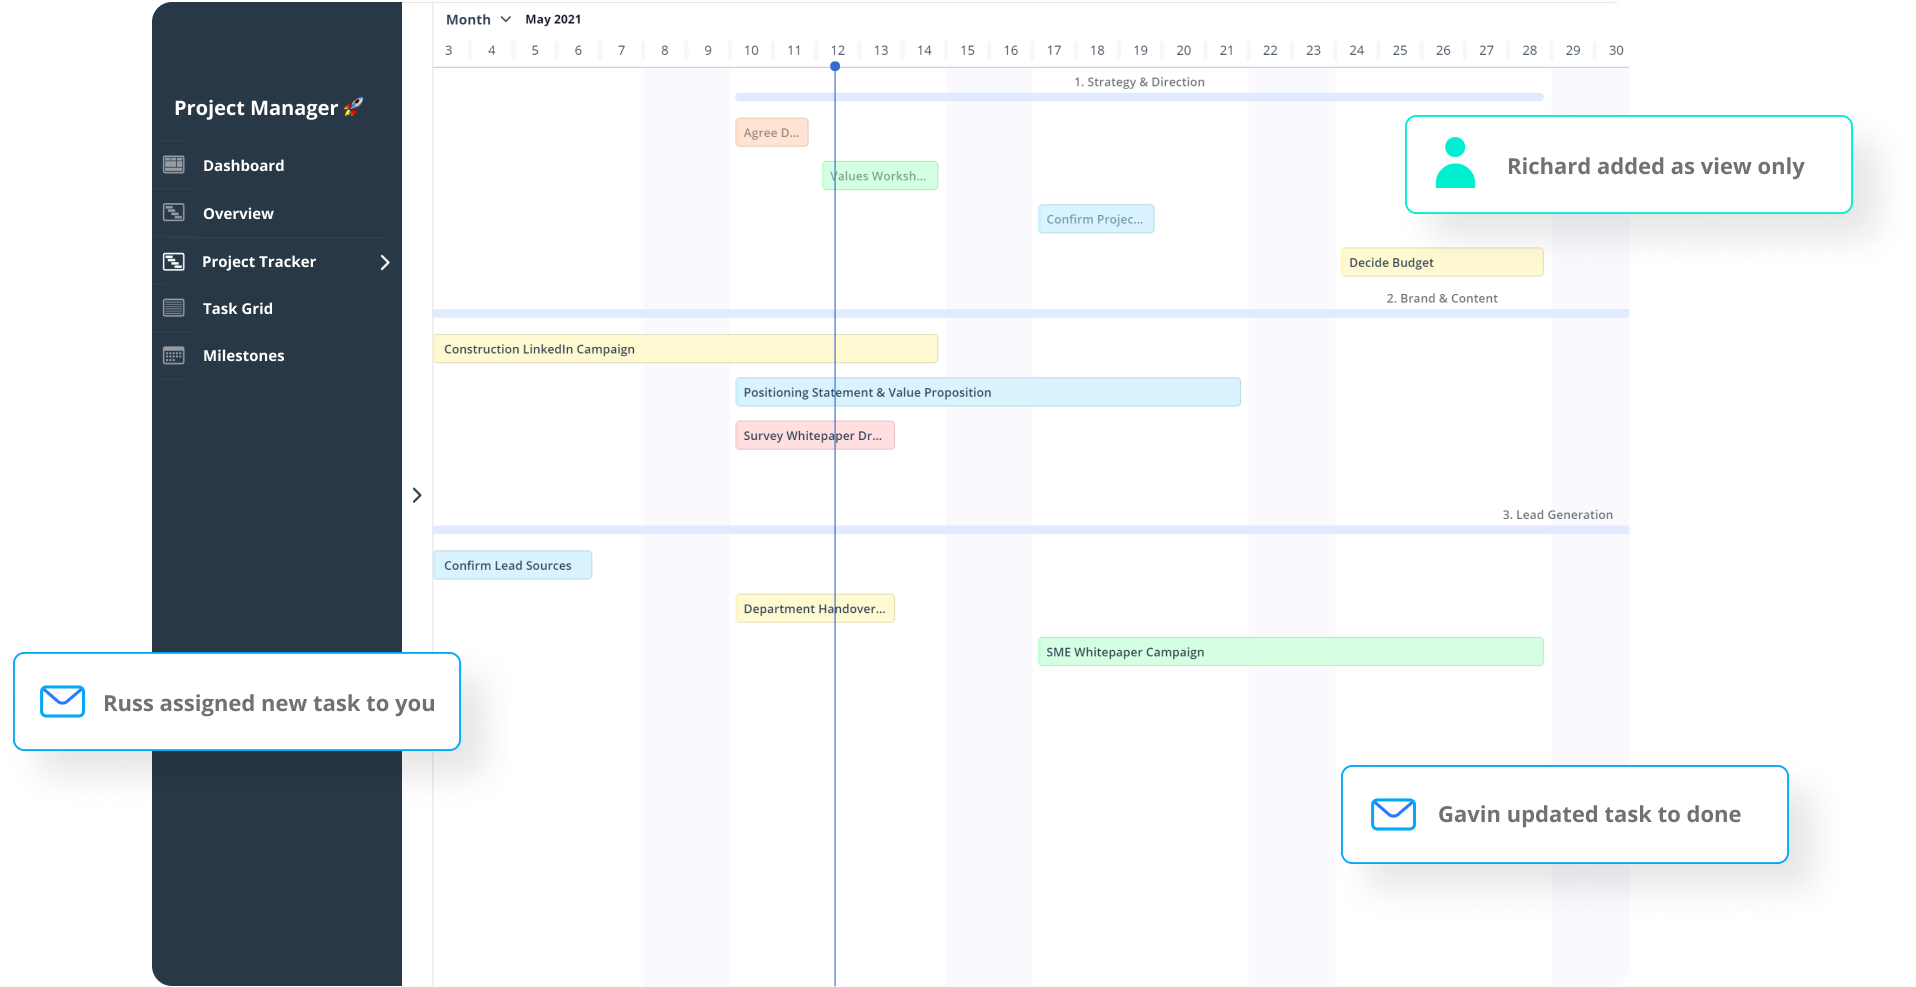 Month May 2021
3 4 5 6 7 8 9 10 11 12 13 14 15 16 17 18 19 20 21 22 23 24 25 26 27 28 29 30
Project Manager
Dashboard
Overview
Project Tracker
Task Grid
Milestones
1. Strategy & Direction
Agree D...
Values Worksh...
Confirm Projec...
Decide Budget
2. Brand & Content
Construction LinkedIn Campaign
Positioning Statement & Value Proposition
Survey Whitepaper Dr...
3. Lead Generation
Confirm Lead Sources
Department Handover...
SME Whitepaper Campaign
Richard added as view only
Russ assigned new task to you
Gavin updated task to done